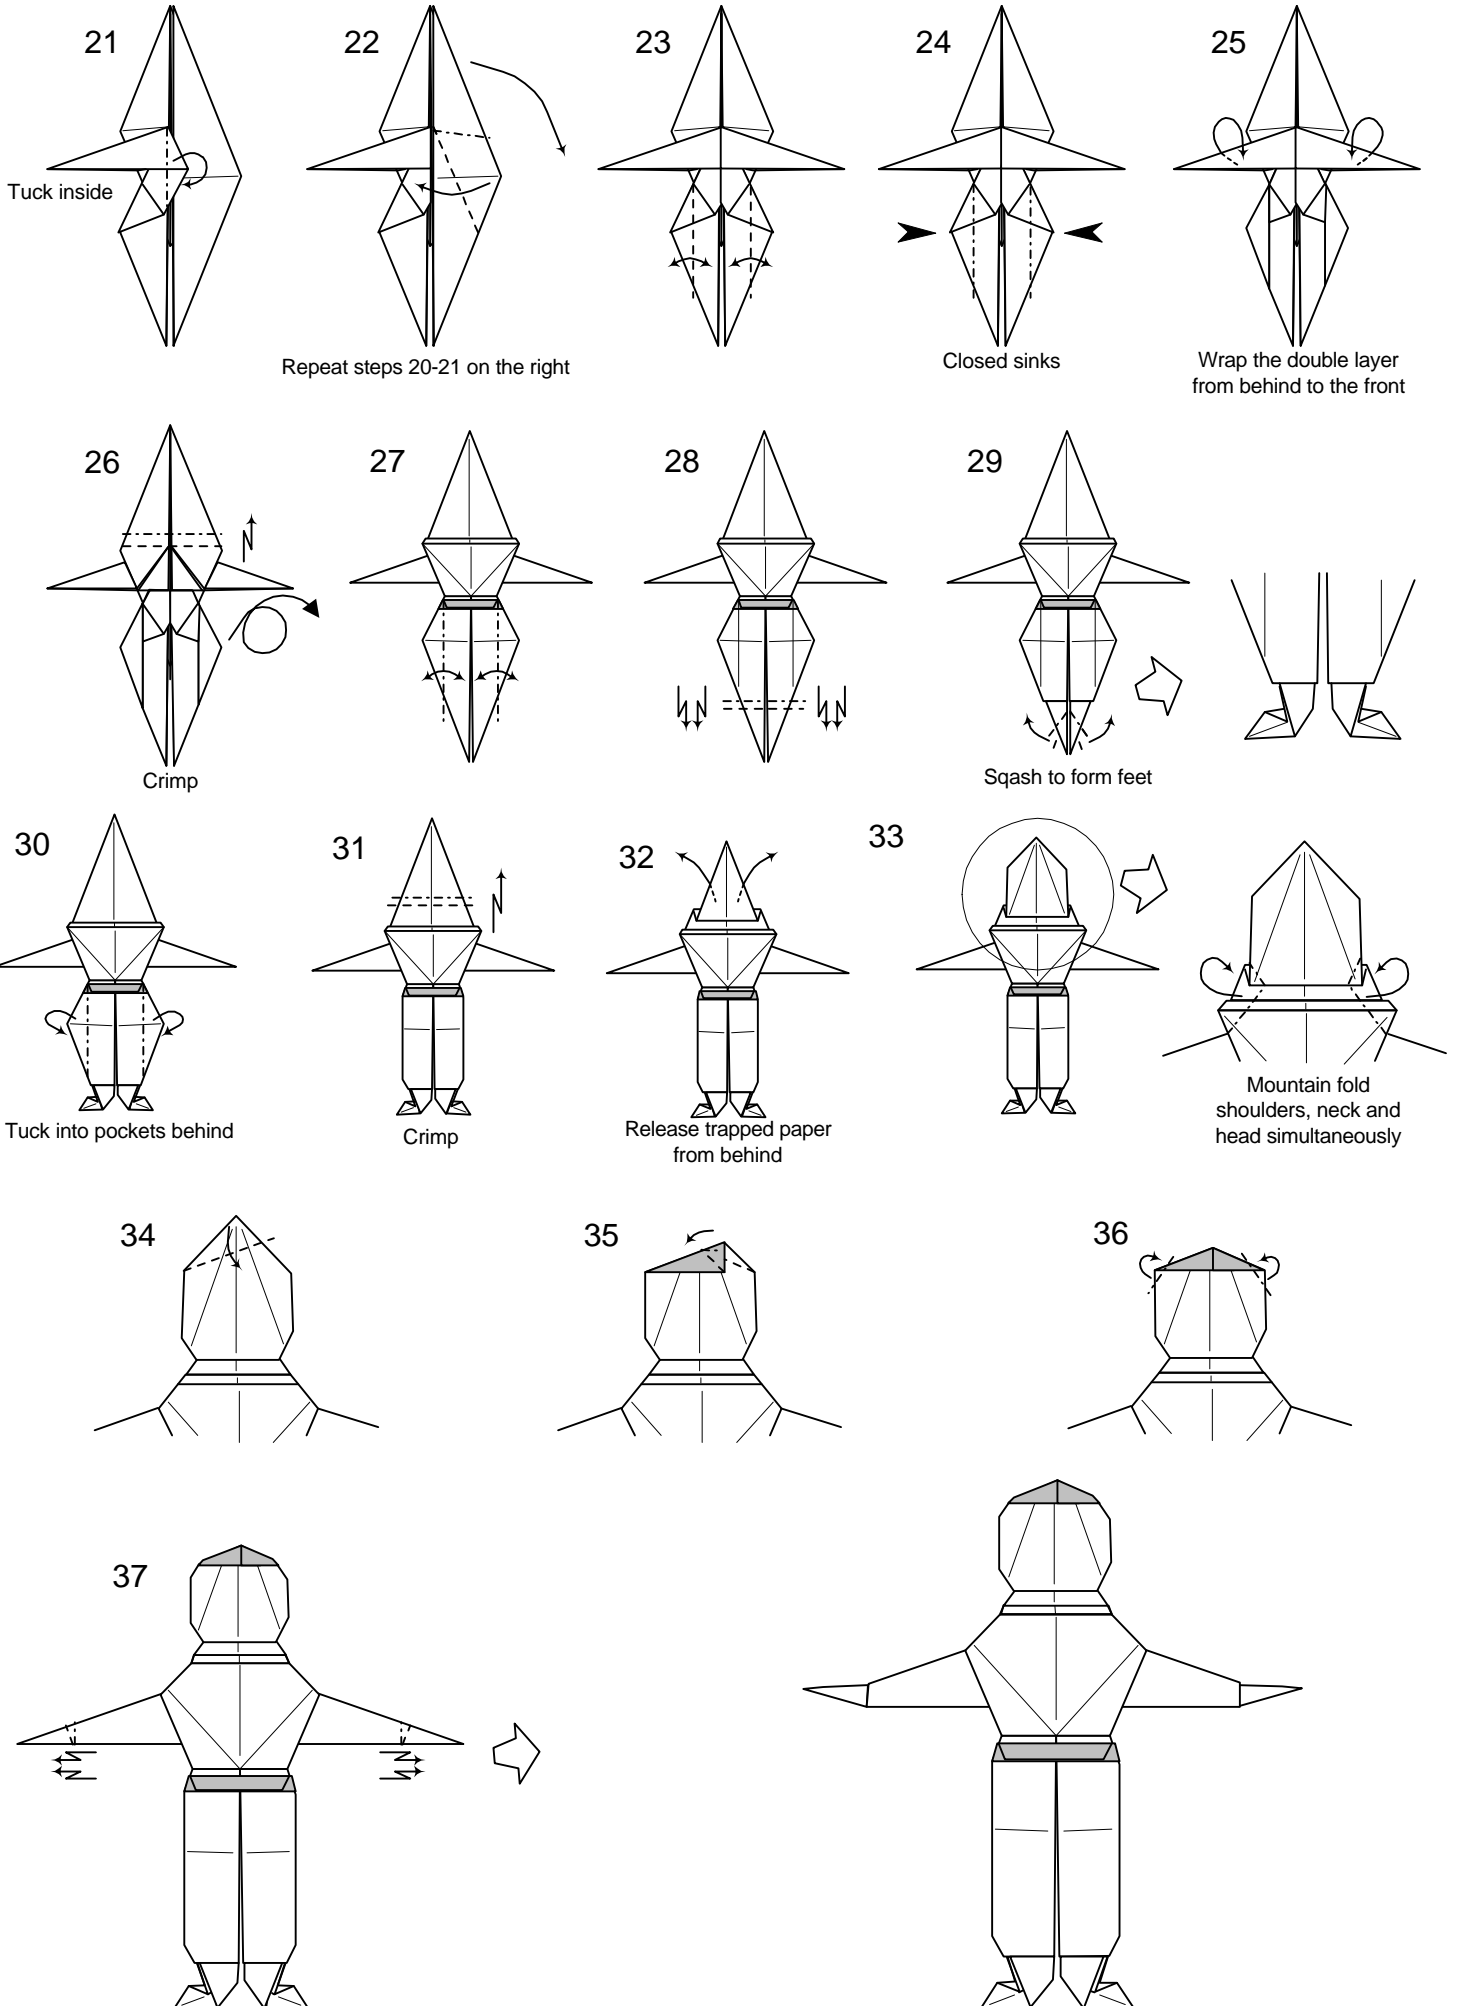 21
22
23
24
25
Tuck inside
Repeat steps 20-21 on the right
Closed sinks
Wrap the double layer
from behind to the front
26
27
28
29
Crimp
Sqash to form feet
30
31
32
33
Tuck into pockets behind
Crimp
Release trapped paper
from behind
Mountain fold
shoulders, neck and
head simultaneously
34
35
36
37